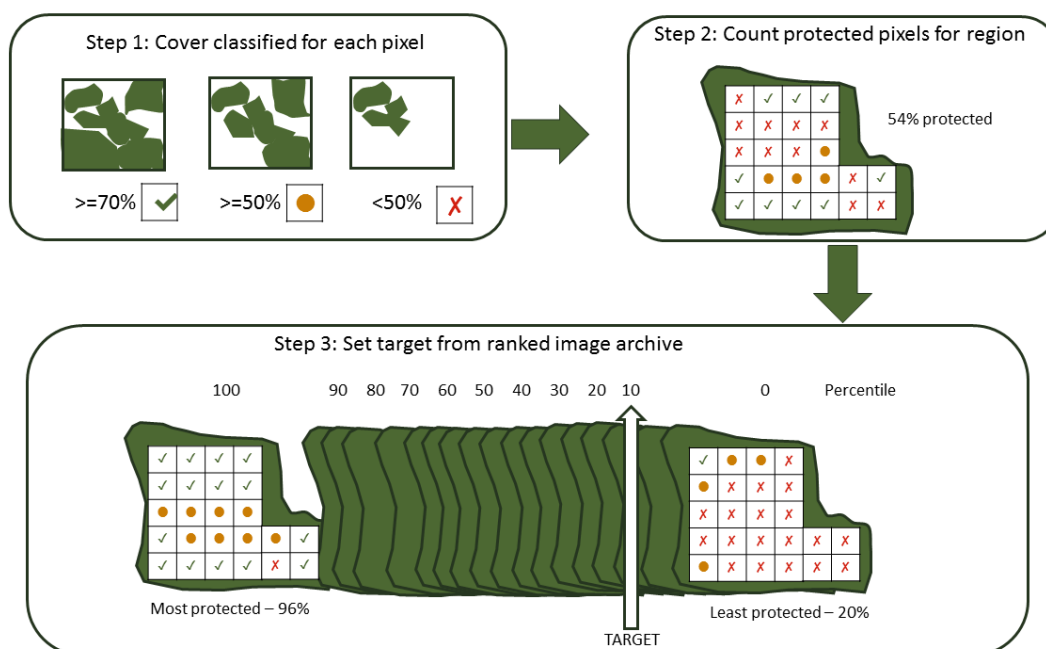 Step 1: Cover classified for each pixel
>=70%
>=50%
<50%
Step 2: Count protected pixels for region
54% protected
Step 3: Set target from ranked image archive
100 90 80 70 60 50 40 30 20 10 0 Percentile
Most protected – 96%
Least protected – 20%
TARGET